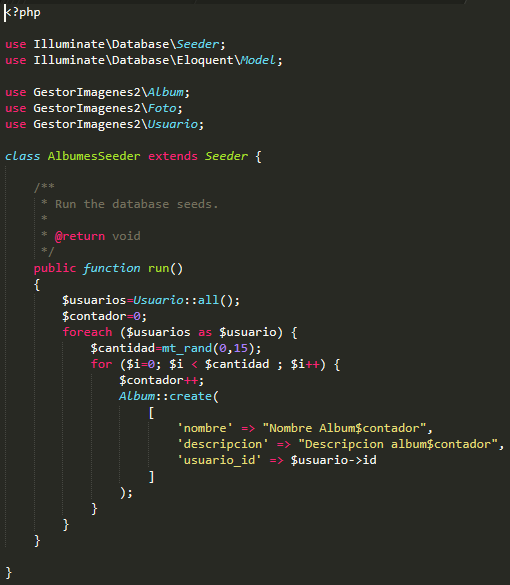 <?php
use Illuminate\Database\Seeder;
use Illuminate\Database\Eloquent\Model;
use GestorImagenes2\Album;
use GestorImagenes2\Foto;
use GestorImagenes2\Usuario;
class AlbumesSeeder extends Seeder {
/**
* Run the database seeds.
*
* @return void
*/
public function run()
{
$usuarios=Usuario::all();
$contador=0;
foreach ($usuarios as $usuario) {
$cantidad=mt_rand(0,15);
for ($i=0; $i < $cantidad ; $i++) {
$contador++;
Album::create(
[
'nombre' => "Nombre Album$contador",
'descripcion' => "Descripcion album$contador",
'usuario_id' => $usuario->id
]
);
}
}
}
}